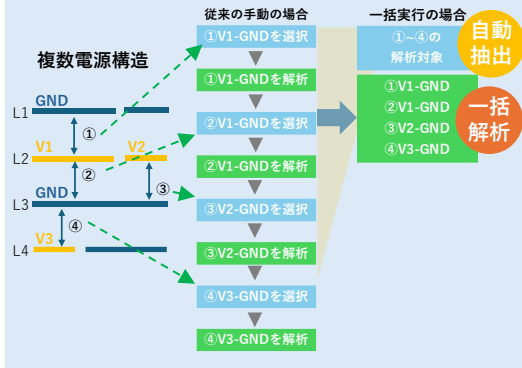 複数電源構造
GND
L1
①
V1
V2
L2
②
③
GND
L3
④
V3
L4
従来の手動の場合
①V1-GNDを選択
①V1-GNDを解析
②V1-GNDを選択
②V1-GNDを解析
③V2-GNDを選択
③V2-GNDを解析
④V3-GNDを選択
④V3-GNDを解析
一括実行の場合
①~④の
解析対象
自動
抽出
①V1-GND
②V1-GND
③V2-GND
④V3-GND
一括
解析